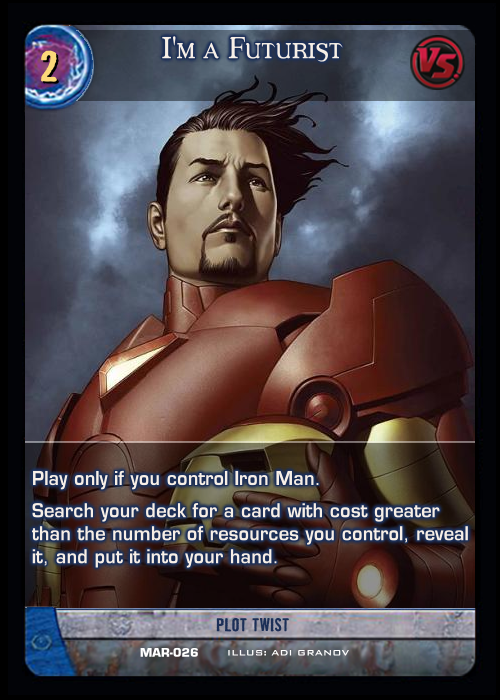 2
I'm a Futurist
VS.
Play only if you control Iron Man.
Search your deck for a card with cost greater
than the number of resources you control, reveal
it, and put it into your hand.
PLOT TWIST
MAR-026 ILLUS: ADI GRANOV